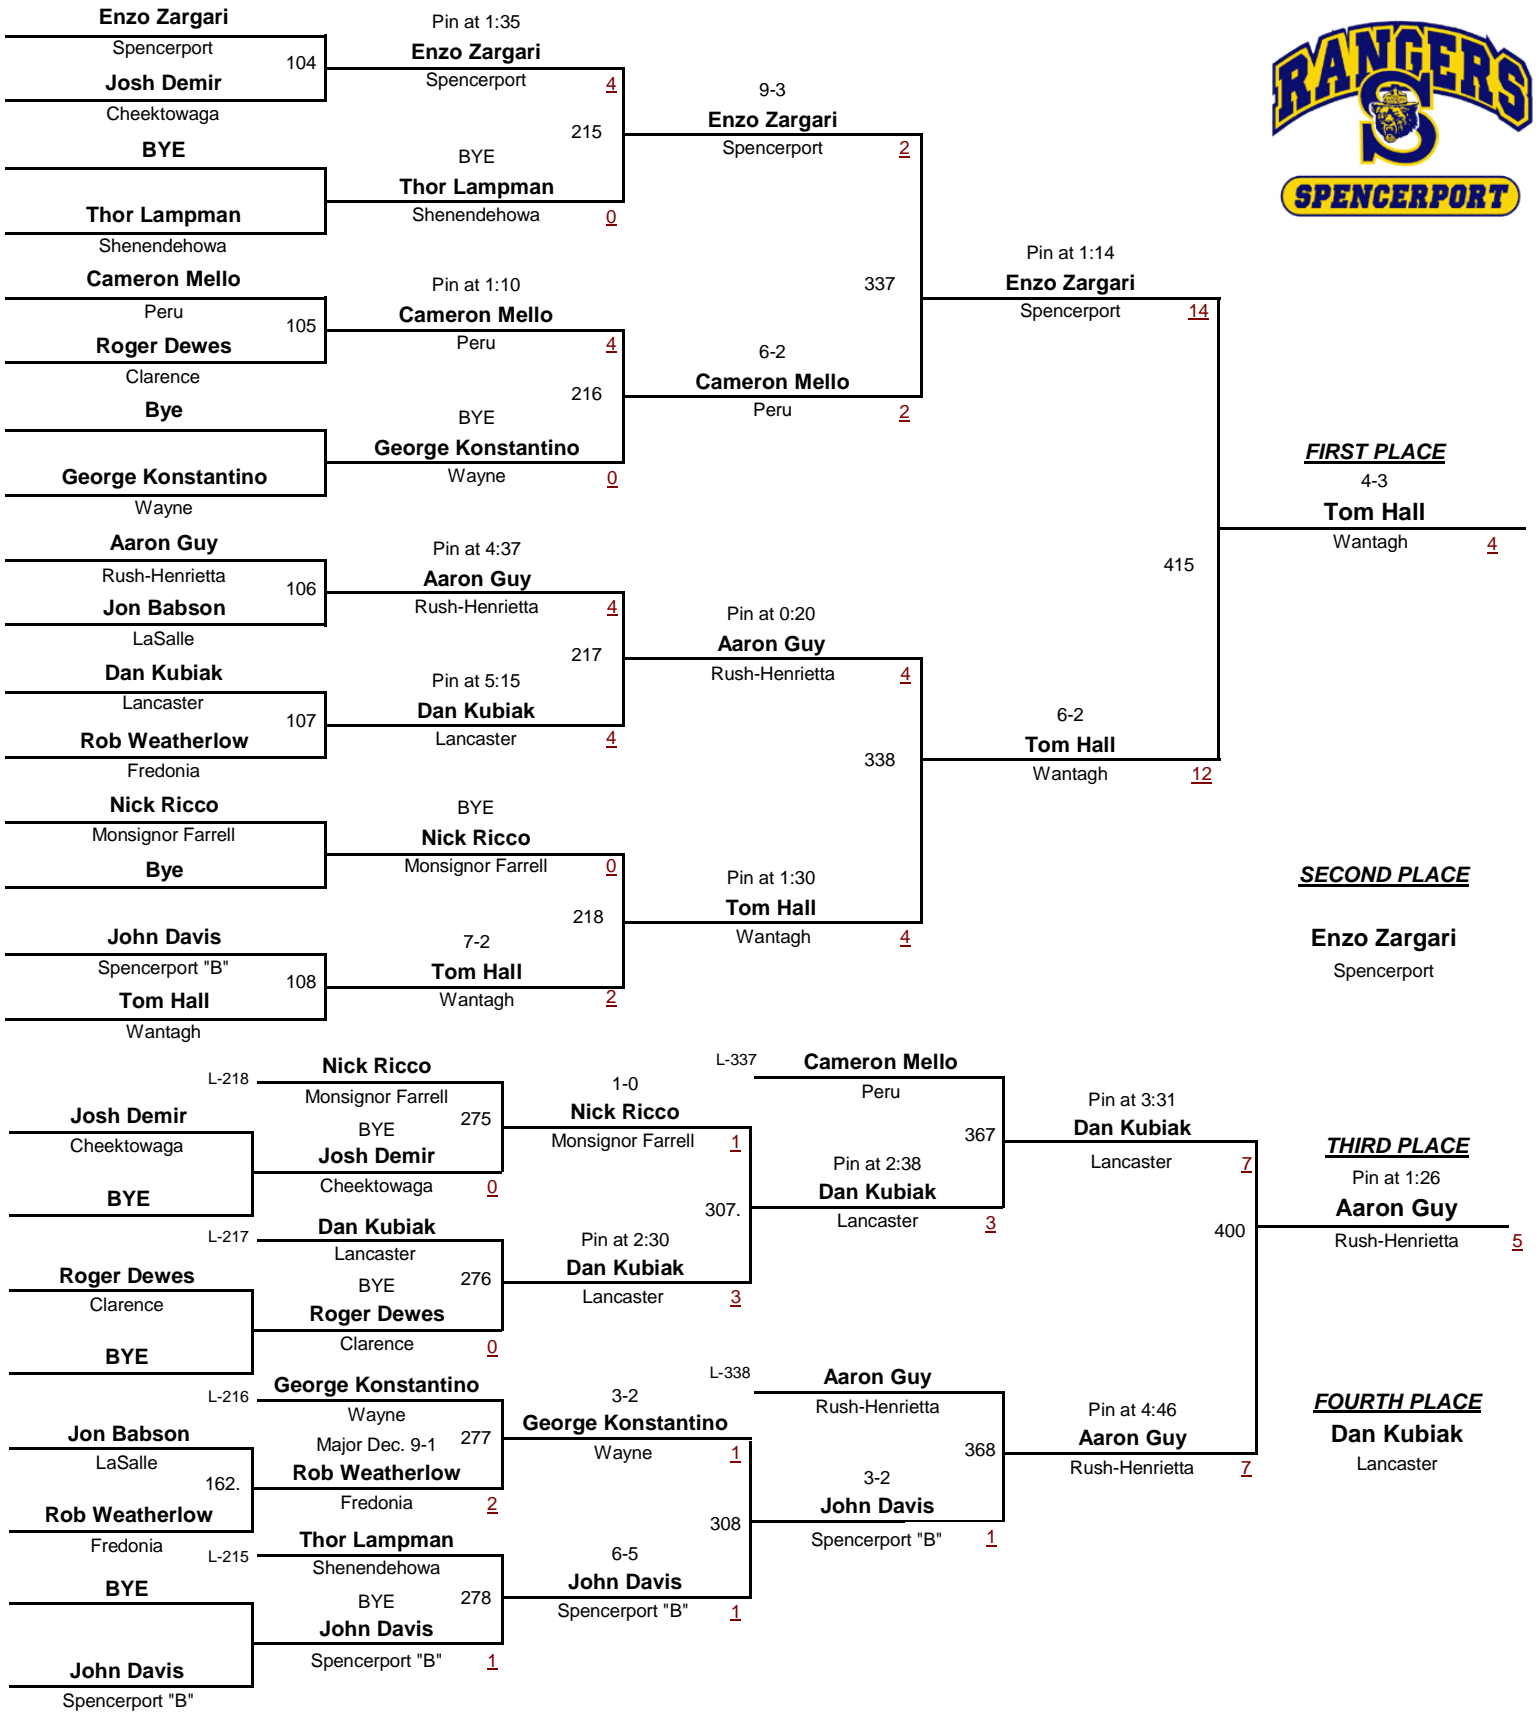 Enzo Zargari
Pin at 1:35
Spencerport
104
Enzo Zargari
Josh Demir
Spencerport
4
Cheektowaga
9-3
215
Enzo Zargari
BYE
BYE
Spencerport
2
Thor Lampman
Thor Lampman
Shenendehowa
0
Shenendehowa
RANGERS
S
SPENCERPORT
Pin at 1:14
337
Enzo Zargari
Spencerport
14
Cameron Mello
Pin at 1:10
Peru
105
Cameron Mello
Roger Dewes
Peru
4
Clarence
6-2
216
Cameron Mello
Bye
BYE
Peru
2
George Konstantino
George Konstantino
Wayne
0
Wayne
FIRST PLACE
4-3
Tom Hall
Wantagh
4
415
Aaron Guy
Pin at 4:37
Rush-Henrietta
106
Aaron Guy
Jon Babson
Rush-Henrietta
4
LaSalle
Pin at 0:20
217
Aaron Guy
Dan Kubiak
Pin at 5:15
Rush-Henrietta
4
Lancaster
107
Dan Kubiak
Rob Weatherlow
Lancaster
4
Fredonia
6-2
338
Tom Hall
Wantagh
12
Nick Ricco
BYE
Monsignor Farrell
Nick Ricco
Bye
Monsignor Farrell
0
Pin at 1:30
218
Tom Hall
John Davis
7-2
Wantagh
4
Spencerport "B"
108
Tom Hall
Tom Hall
Wantagh
2
Wantagh
SECOND PLACE
Enzo Zargari
Spencerport
L-218
Nick Ricco
Monsignor Farrell
275
1-0
Josh Demir
BYE
Nick Ricco
Cheektowaga
Josh Demir
Monsignor Farrell
1
BYE
Cheektowaga
0
L-337
Cameron Mello
Peru
367
Pin at 3:31
Dan Kubiak
Lancaster
7
Pin at 2:38
Dan Kubiak
Lancaster
3
307.
L-217
Dan Kubiak
Lancaster
276
Pin at 2:30
Roger Dewes
BYE
Dan Kubiak
Clarence
Roger Dewes
Lancaster
3
BYE
Clarence
0
400
THIRD PLACE
Pin at 1:26
Aaron Guy
Rush-Henrietta
5
L-216
George Konstantino
Wayne
277
3-2
Jon Babson
Major Dec. 9-1
George Konstantino
LaSalle
162.
Rob Weatherlow
Wayne
1
Rob Weatherlow
Fredonia
2
Fredonia
L-338
Aaron Guy
Rush-Henrietta
368
Pin at 4:46
Aaron Guy
Rush-Henrietta
7
3-2
John Davis
Spencerport "B"
1
308
L-215
Thor Lampman
Shenendehowa
278
6-5
BYE
BYE
John Davis
John Davis
Spencerport "B"
1
Spencerport "B"
1
John Davis
Spencerport "B"
FOURTH PLACE
Dan Kubiak
Lancaster